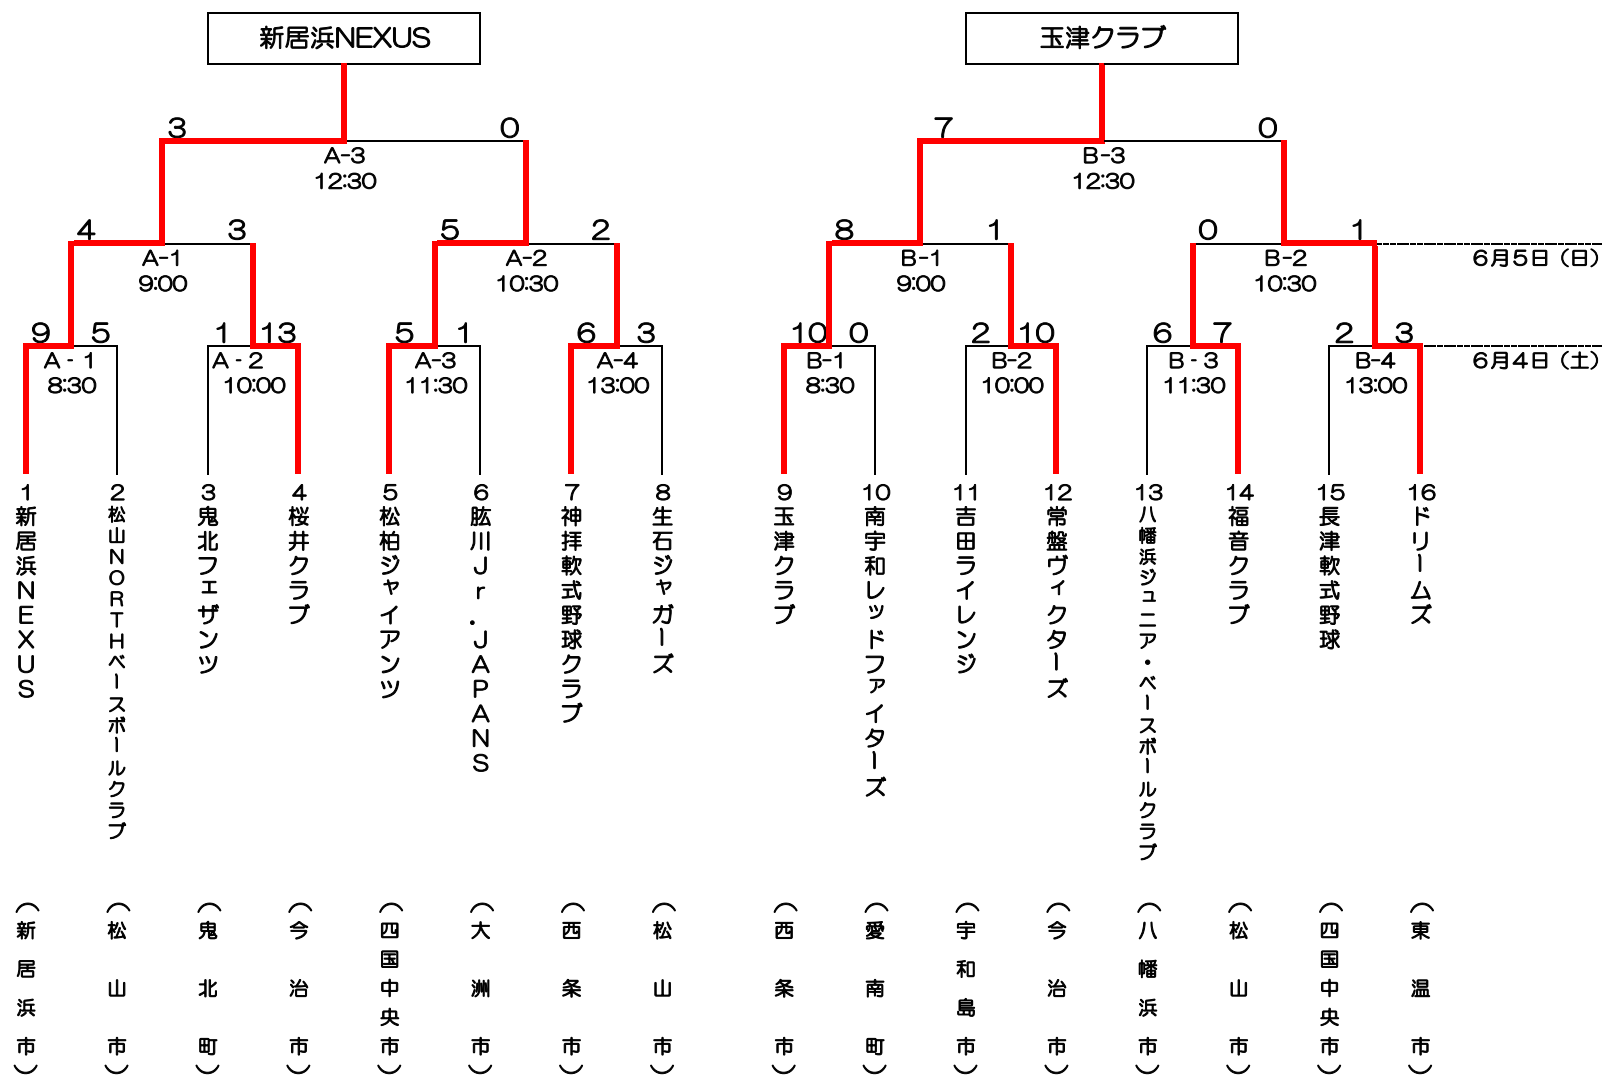 新居浜NEXUS
玉津クラブ
3 0
7 0
A-3
12:30
B-3
12:30
4 3
5 2
8 1
0 1
A-1
9:00
A-2
10:30
B-1
9:00
B-2
10:30
6月5日（日）
9 5
1 13
5 1
6 3
10 0
2 10
6 7
2 3
A-1
8:30
A-2
10:00
A-3
11:30
A-4
13:00
B-1
8:30
B-2
10:00
B-3
11:30
B-4
13:00
6月4日（土）
1 新居浜NEXUS （新居浜市）
2 松山NORTHベースボールクラブ （松山市）
3 鬼北フェザンツ （鬼北町）
4 桜井クラブ （今治市）
5 松柏ジャイアンツ （四国中央市）
6 肱川Jr.JAPANS （大洲市）
7 神拝軟式野球クラブ （西条市）
8 生石ジャガーズ （松山市）
9 玉津クラブ （西条市）
10 南宇和レッドファイターズ （愛南町）
11 吉田ライレンジ （宇和島市）
12 常盤ヴィクターズ （今治市）
13 八幡浜ジュニア・ベースボールクラブ （八幡浜市）
14 福音クラブ （松山市）
15 長津軟式野球 （四国中央市）
16 ドリームズ （東温市）